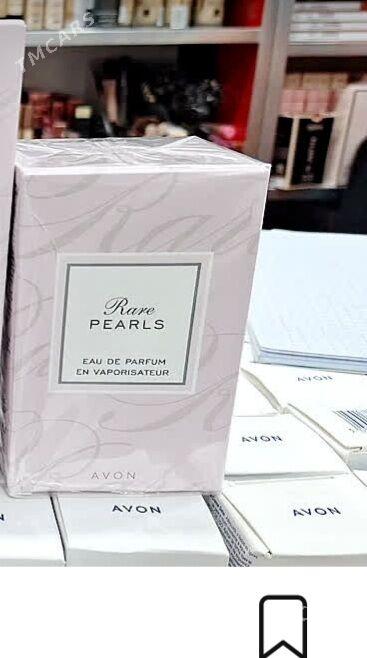 TMCARS
Rare
PEARLS
EAU DE PARFUM
EN VAPORISATEUR
AVON
AVON
AVON
AVON
AVON